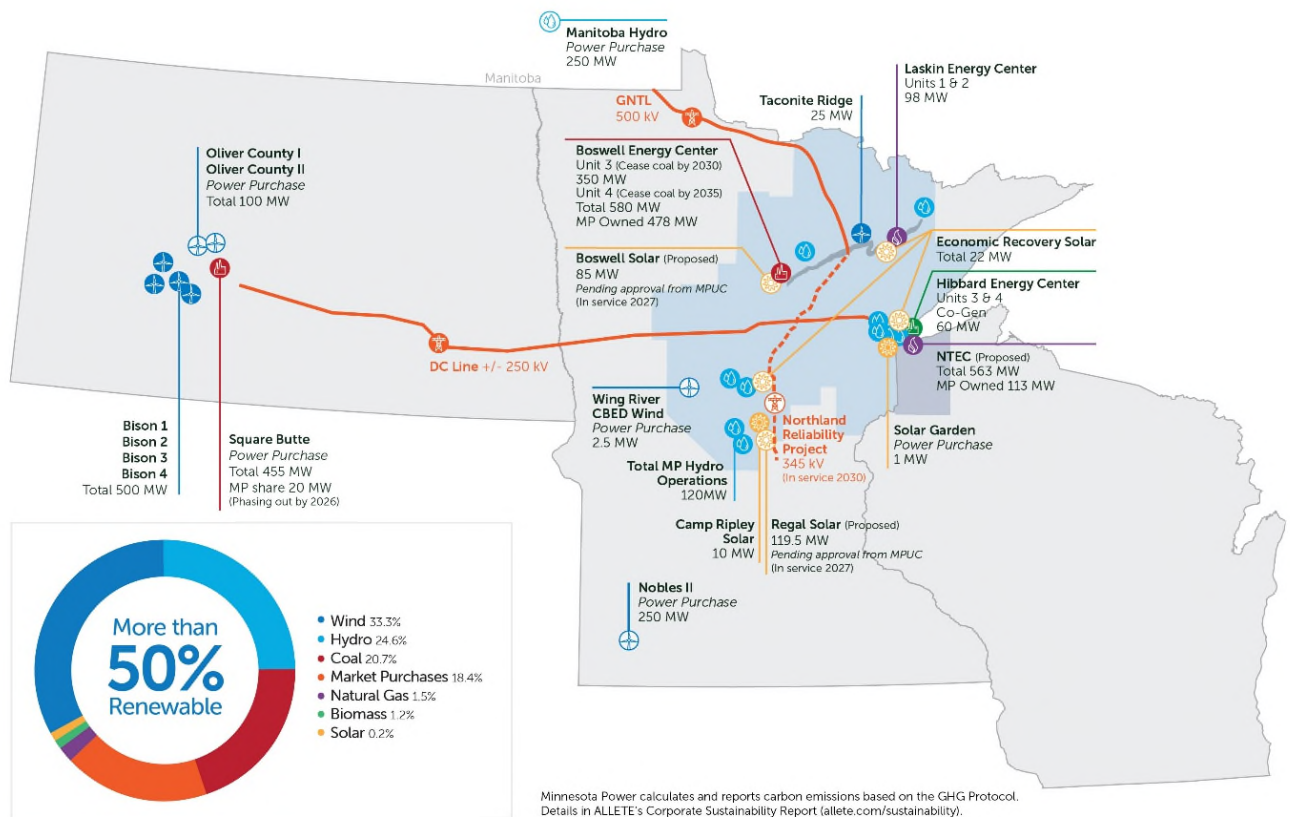 Manitoba Hydro
Power Purchase
250 MW
Manitoba
GNTL
500 kV
Taconite Ridge
25 MW
Laskin Energy Center
Units 1 & 2
98 MW
Oliver County I
Oliver County II
Power Purchase
Total 100 MW
Boswell Energy Center
Unit 3 (Cease coal by 2030)
350 MW
Unit 4 (Cease coal by 2035)
Total 580 MW
MP Owned 478 MW
Boswell Solar (Proposed)
85 MW
Pending approval from MPUC
(In service 2027)
Economic Recovery Solar
Total 22 MW
Hibbard Energy Center
Units 3 & 4
Co-Gen
60 MW
NTEC (Proposed)
Total 563 MW
MP Owned 113 MW
DC Line +/- 250 kV
Wing River
CBED Wind
Power Purchase
2.5 MW
Northland
Reliability
Project
345 kV
(In service 2030)
Solar Garden
Power Purchase
1 MW
Bison 1
Bison 2
Bison 3
Bison 4
Total 500 MW
Square Butte
Power Purchase
Total 455 MW
MP share 20 MW
(Phasing out by 2026)
Total MP Hydro
Operations
120MW
Camp Ripley
Solar
10 MW
Regal Solar (Proposed)
119.5 MW
Pending approval from MPUC
(In service 2027)
Nobles II
Power Purchase
250 MW
More than
50%
Renewable
Wind 33.3%
Hydro 24.6%
Coal 20.7%
Market Purchases 18.4%
Natural Gas 1.5%
Biomass 1.2%
Solar 0.2%
Minnesota Power calculates and reports carbon emissions based on the GHG Protocol.
Details in ALLETE's Corporate Sustainability Report (allete.com/sustainability).